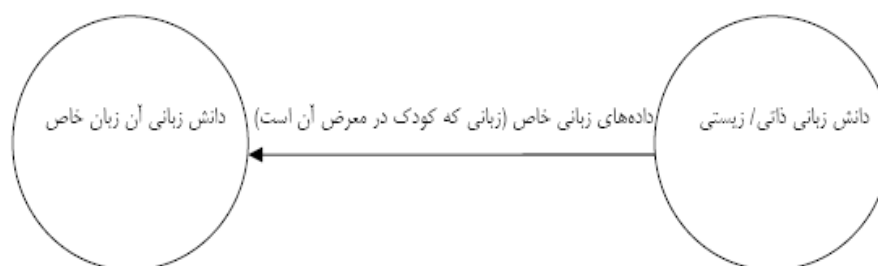 دانش زبانی ذاتی/ زیستی
داده‌های زبانی خاص (زبانی که کودک در معرض آن است)
دانش زبانی آن زبان خاص